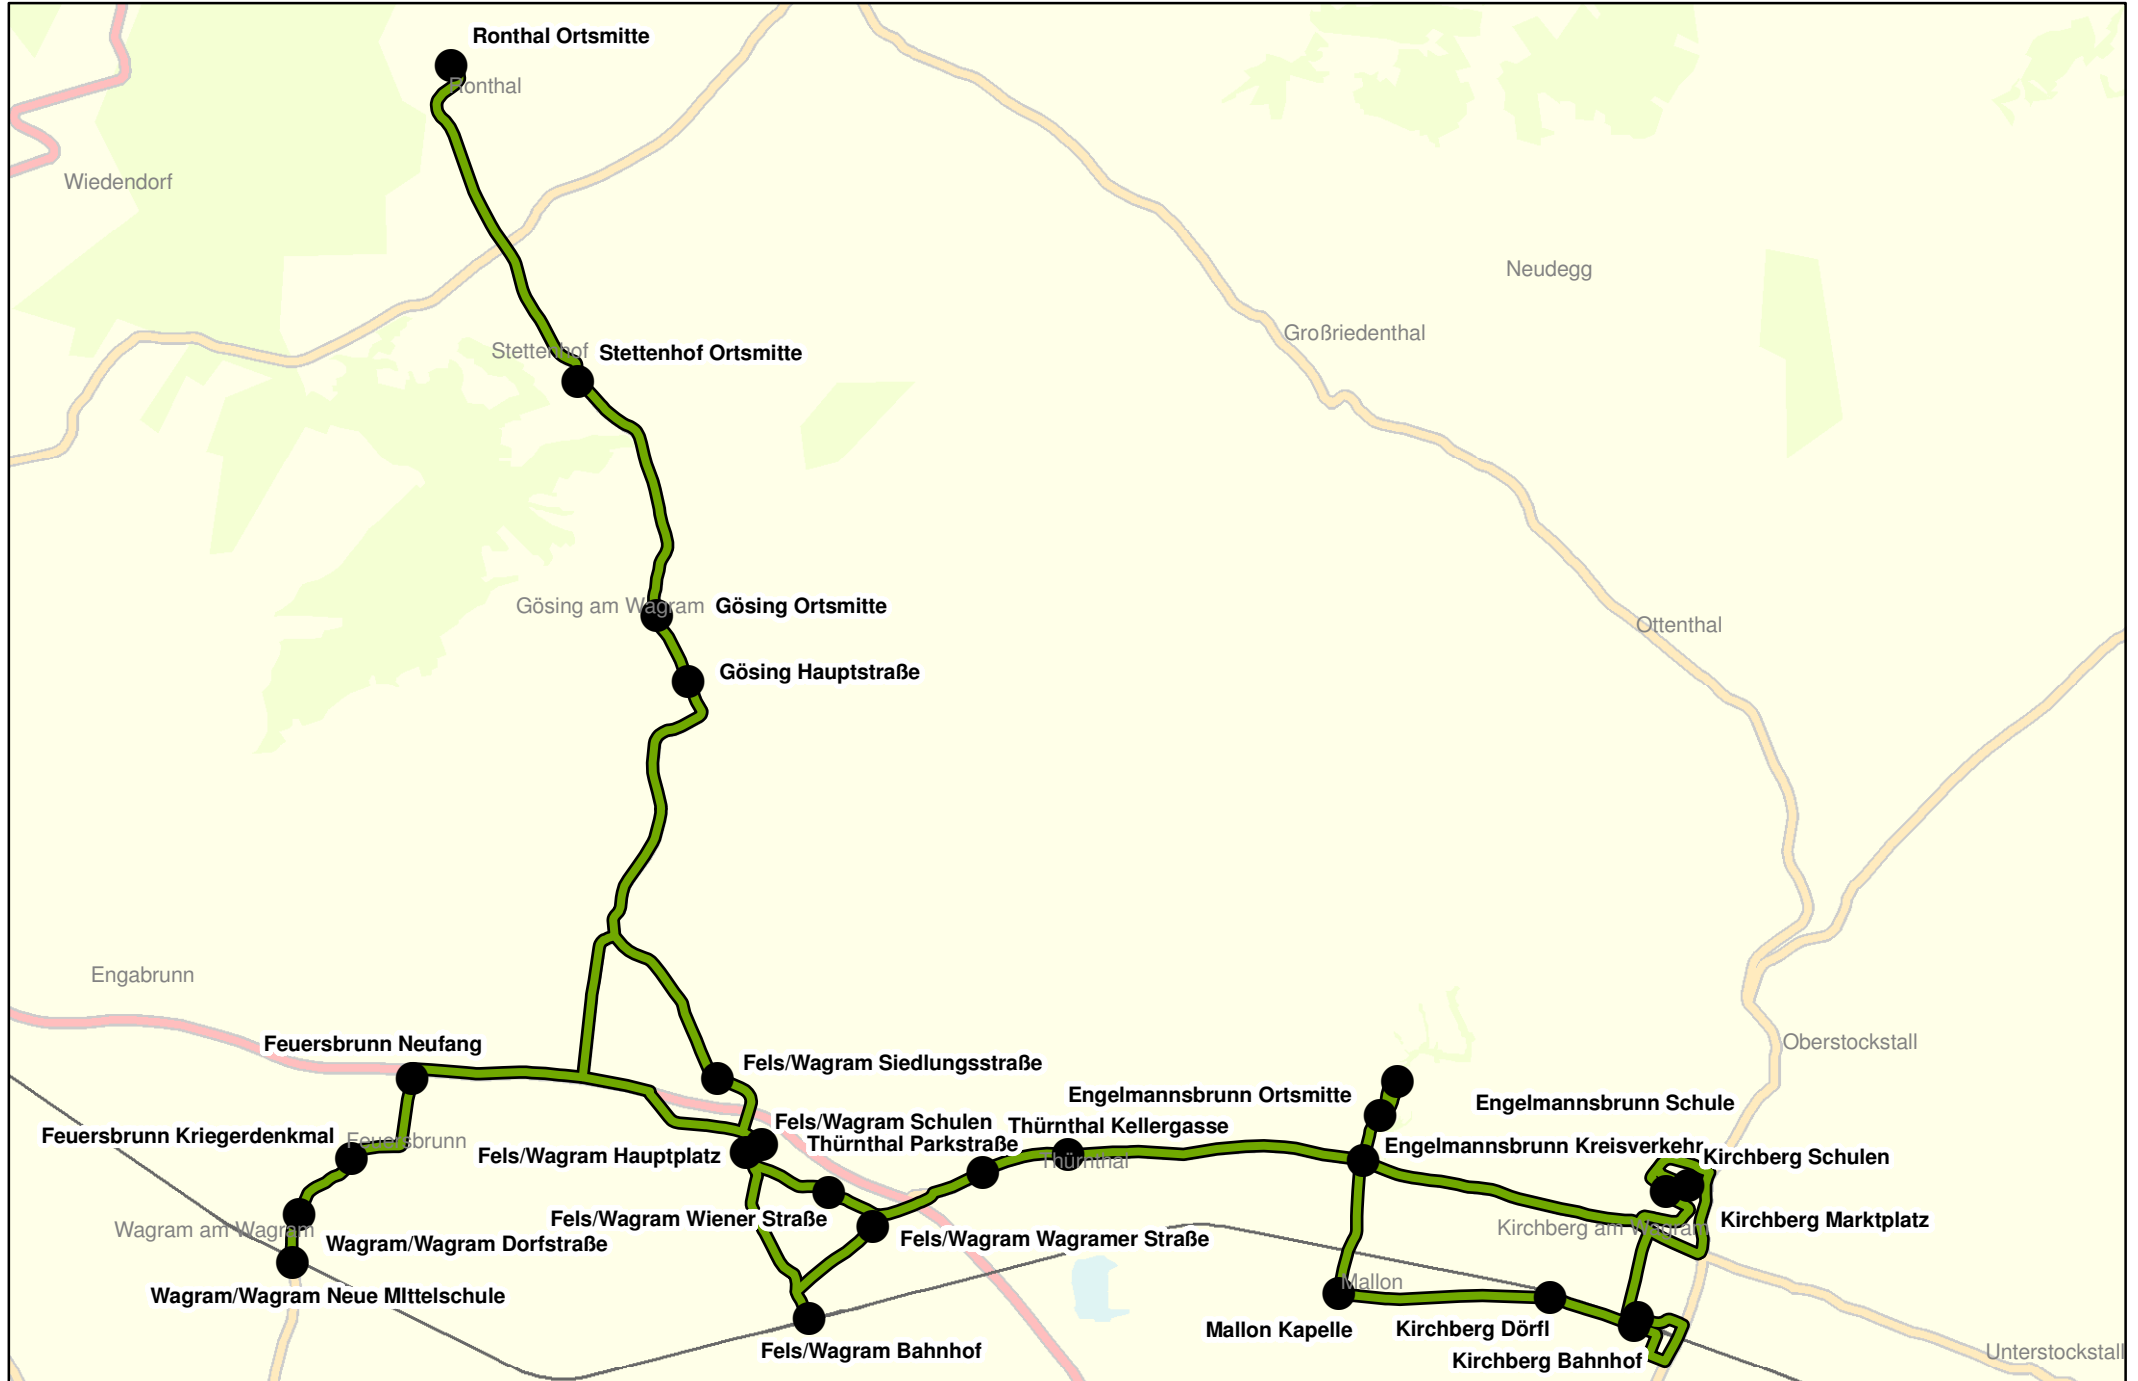 Ronthal Ortsmitte
Ronthal
Wiedendorf
Neudegg
Großriedenthal
Stettenhof
Stettenhof Ortsmitte
Gösing am Wagram
Gösing Ortsmitte
Ottenthal
Gösing Hauptstraße
Engabrunn
Feuersbrunn Neufang
Oberstockstall
Fels/Wagram Siedlungsstraße
Engelmannsbrunn Ortsmitte
Engelmannsbrunn Schule
Fels/Wagram Schulen
Thürnthal Kellergasse
Feuersbrunn Kriegerdenkmal
Feuersbrunn
Thürnthal Parkstraße
Engelmannsbrunn Kreisverkehr
Fels/Wagram Hauptplatz
Thürnthal
Kirchberg Schulen
Fels/Wagram Wiener Straße
Kirchberg Marktplatz
Wagram am Wagram
Kirchberg am Wagram
Wagram/Wagram Dorfstraße
Fels/Wagram Wagramer Straße
Mallon
Wagram/Wagram Neue MIttelschule
Mallon Kapelle
Kirchberg Dörfl
Fels/Wagram Bahnhof
Kirchberg Bahnhof
Unterstockstall